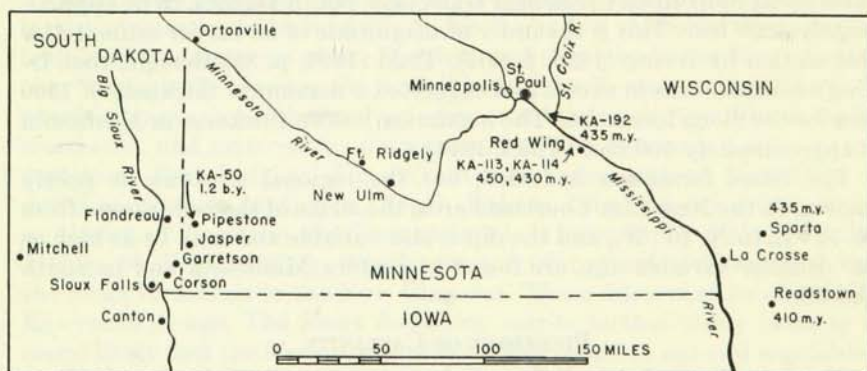 SOUTH
DAKOTA
Ortonville
Big
Sioux
River
Minnesota
River
Minneapolis
St.
Paul
St. Croix R.
WISCONSIN
KA-192
435 m.y.
Red Wing
KA-113, KA-114
450, 430 m.y.
Ft. Ridgely
New Ulm
Mississippi
River
KA-50
1.2 b.y.
Flandreau
Pipestone
Mitchell
Jasper
Garretson
Sioux Falls
Corson
Canton
MINNESOTA
IOWA
435 m.y.
Sparta
La Crosse
Readstown
410 m.y.
0 50 100 150 MILES